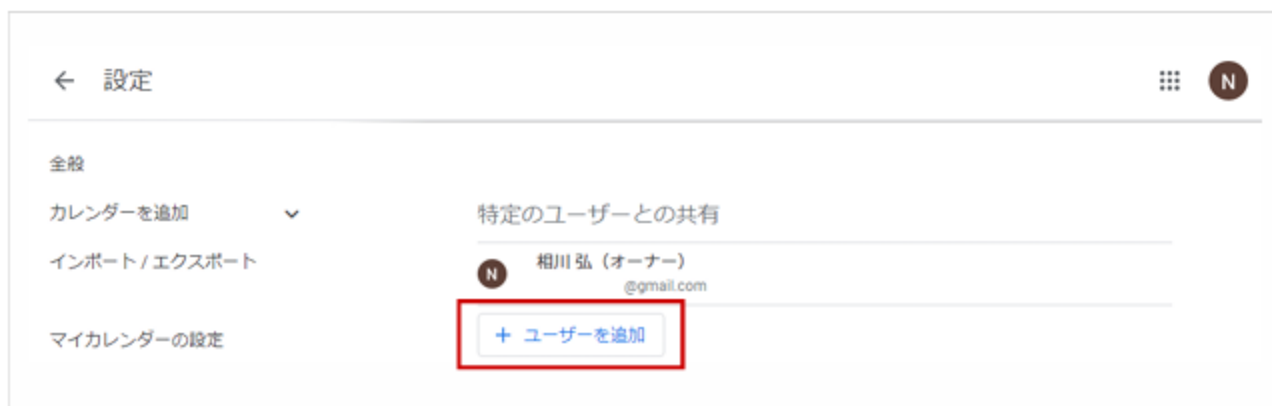 設定
N
全般
カレンダーを追加
特定のユーザーとの共有
インポート / エクスポート
N
相川 弘（オーナー）
@gmail.com
マイカレンダーの設定
+ ユーザーを追加